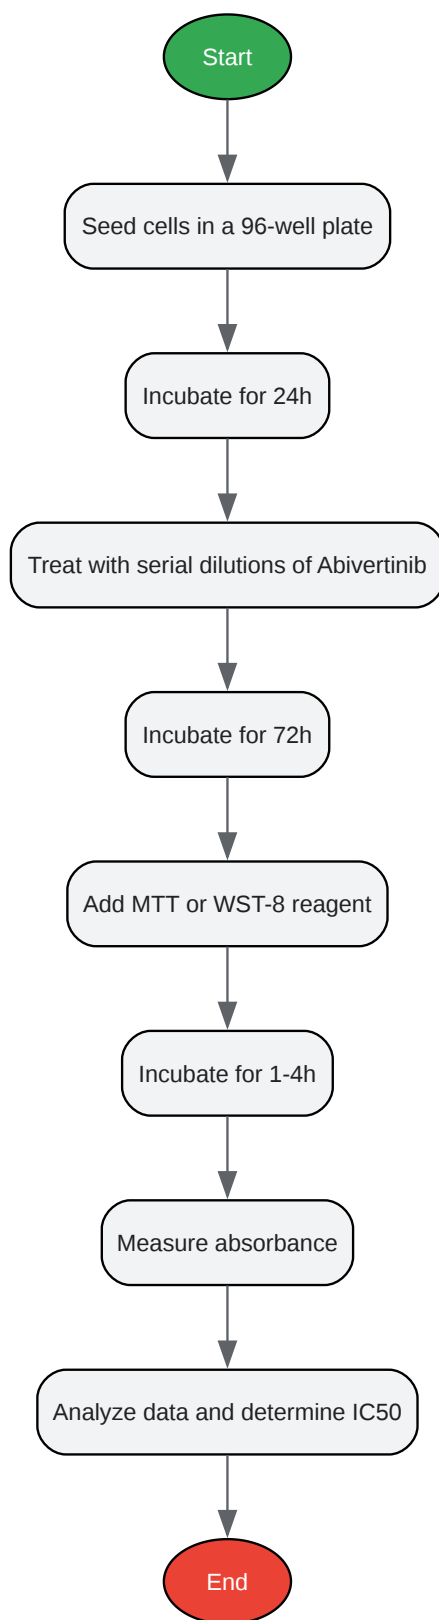 Start
Seed cells in a 96-well plate
Incubate for 24h
Treat with serial dilutions of Abivertinib
Incubate for 72h
Add MTT or WST-8 reagent
Incubate for 1-4h
Measure absorbance
Analyze data and determine IC50
End